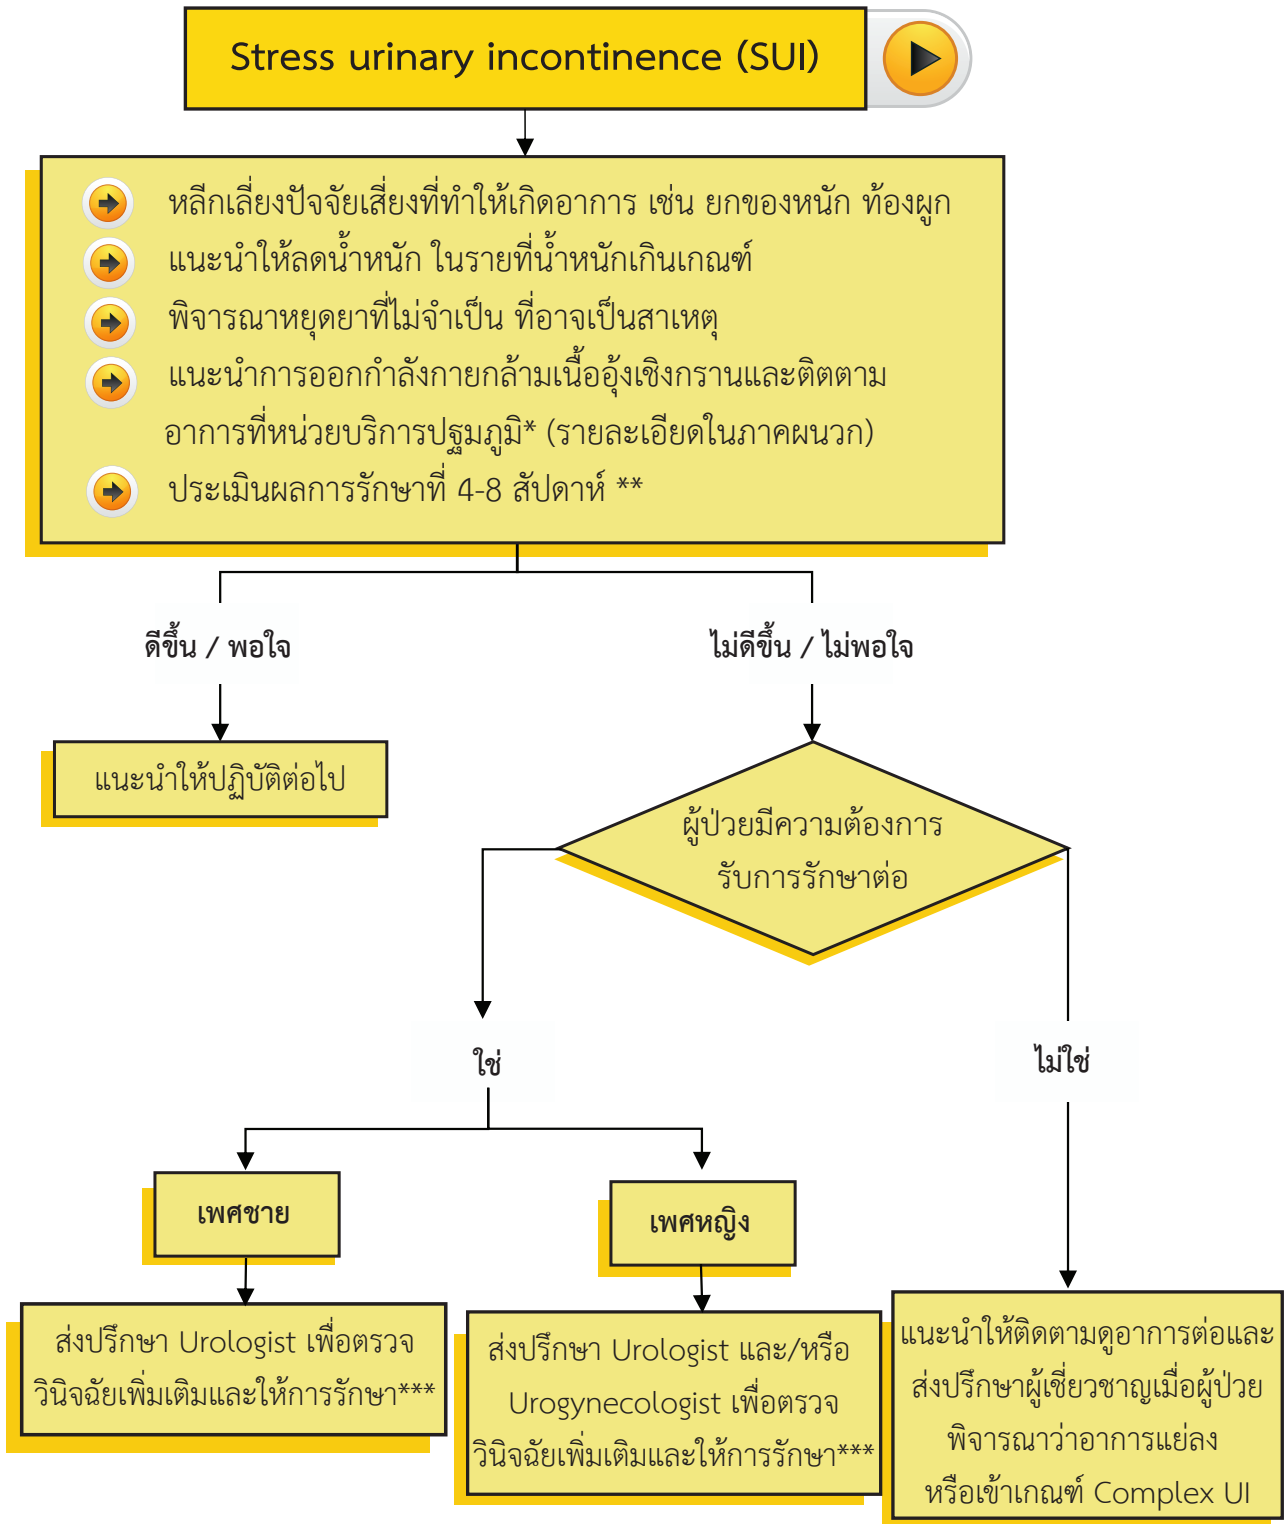 Stress urinary incontinence (SUI)
หลีกเลี่ยงปัจจัยเสี่ยงที่ทำให้เกิดอาการ เช่น ยกของหนัก ท้องผูก
แนะนำให้ลดน้ำหนัก ในรายที่น้ำหนักเกินเกณฑ์
พิจารณาหยุดยาที่ไม่จำเป็น ที่อาจเป็นสาเหตุ
แนะนำการออกกำลังกายกล้ามเนื้ออุ้งเชิงกรานและติตตาม
อาการที่หน่วยบริการปฐมภูมิ* (รายละเอียดในภาคผนวก)
ประเมินผลการรักษาที่ 4-8 สัปดาห์ **
ดีขึ้น / พอใจ
ไม่ดีขึ้น / ไม่พอใจ
แนะนำให้ปฏิบัติต่อไป
ผู้ป่วยมีความต้องการ
รับการรักษาต่อ
ใช่
ไม่ใช่
เพศชาย
เพศหญิง
ส่งปรึกษา Urologist เพื่อตรวจ
วินิจฉัยเพิ่มเติมและให้การรักษา***
ส่งปรึกษา Urologist และ/หรือ
Urogynecologist เพื่อตรวจ
วินิจฉัยเพิ่มเติมและให้การรักษา***
แนะนำให้ติดตามดูอาการต่อและ
ส่งปรึกษาผู้เชี่ยวชาญเมื่อผู้ป่วย
พิจารณาว่าอาการแย่ลง
หรือเข้าเกณฑ์ Complex UI